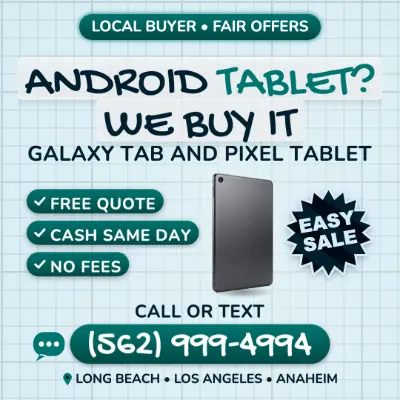 LOCAL BUYER • FAIR OFFERS
ANDROID TABLET?
WE BUY IT
GALAXY TAB AND PIXEL TABLET
FREE QUOTE
CASH SAME DAY
NO FEES
EASY
SALE
CALL OR TEXT
(562) 999-4994
LONG BEACH • LOS ANGELES • ANAHEIM